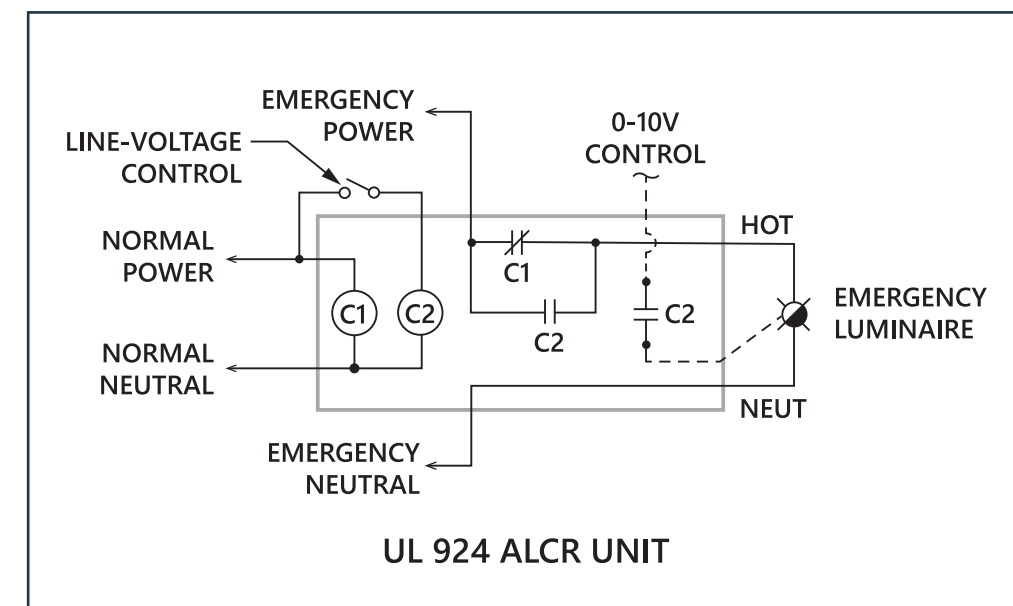 EMERGENCY
POWER
LINE-VOLTAGE
CONTROL
0-10V
CONTROL
NORMAL
POWER
HOT
C1
C1
C2
C2
C2
EMERGENCY
LUMINAIRE
NORMAL
NEUTRAL
NEUT
EMERGENCY
NEUTRAL
UL 924 ALCR UNIT